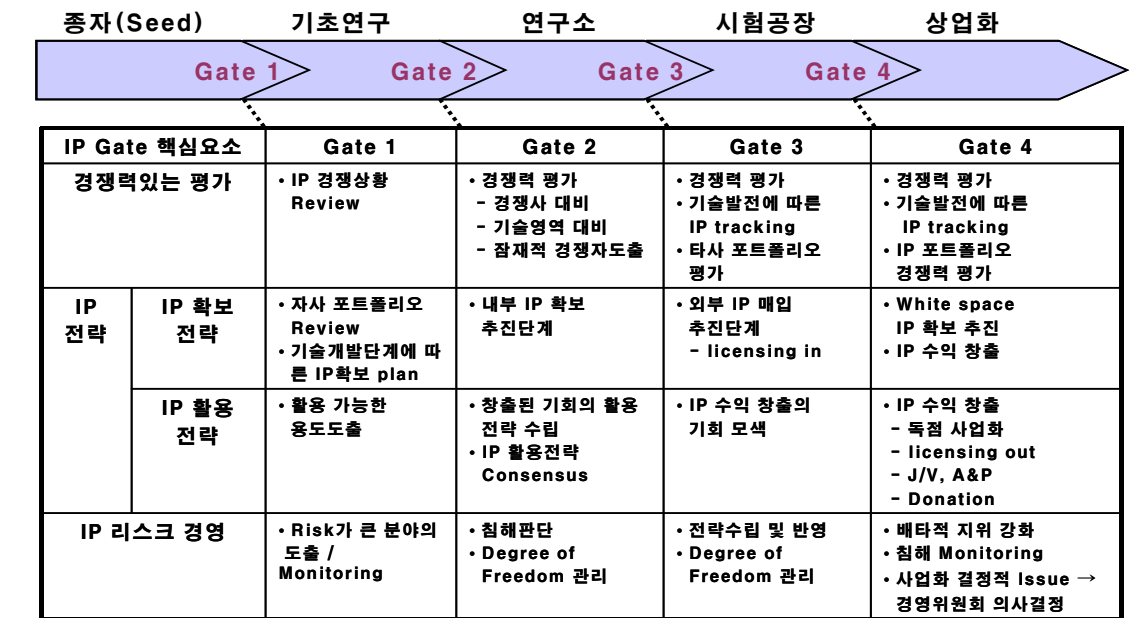 종자(Seed) 기초연구 연구소 시험공장 상업화
Gate 1 Gate 2 Gate 3 Gate 4
IP Gate 핵심요소 Gate 1 Gate 2 Gate 3 Gate 4
경쟁력있는 평가
• IP 경쟁상황
Review
• 경쟁력 평가
- 경쟁사 대비
- 기술영역 대비
- 잠재적 경쟁자도출
• 경쟁력 평가
• 기술발전에 따른
IP tracking
• 타사 포트폴리오
평가
• 경쟁력 평가
• 기술발전에 따른
IP tracking
• IP 포트폴리오
경쟁력 평가
IP
전략
IP 확보
전략
• 자사 포트폴리오
Review
• 기술개발단계에 따
른 IP확보 plan
• 내부 IP 확보
추진단계
• 외부 IP 매입
추진단계
- licensing in
• White space
IP 확보 추진
• IP 수익 창출
IP 활용
전략
• 활용 가능한
용도도출
• 창출된 기회의 활용
전략 수립
• IP 활용전략
Consensus
• IP 수익 창출의
기회 모색
• IP 수익 창출
- 독점 사업화
- licensing out
- J/V, A&P
- Donation
IP 리스크 경영
• Risk가 큰 분야의
도출 /
Monitoring
• 침해판단
• Degree of
Freedom 관리
• 전략수립 및 반영
• Degree of
Freedom 관리
• 배타적 지위 강화
• 침해 Monitoring
• 사업화 결정적 Issue →
경영위원회 의사결정